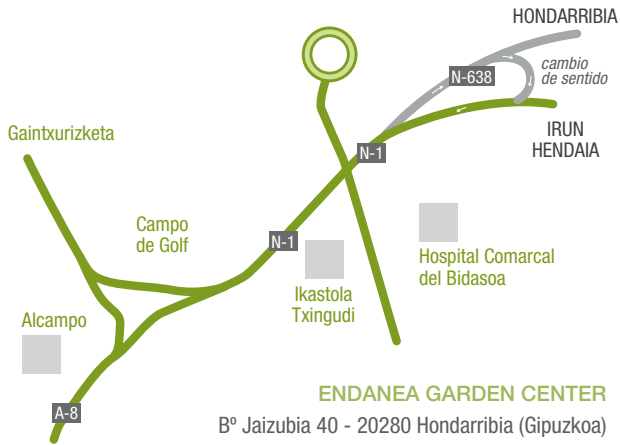 HONDARRIBIA
N-638
cambio
de sentido
IRUN
HENDAIA
Gaintxurizketa
N-1
Campo
de Golf
N-1
Hospital Comarcal
del Bidasoa
Ikastola
Txingudi
Alcampo
A-8
ENDANEA GARDEN CENTER
Bº Jaizubia 40 - 20280 Hondarribia (Gipuzkoa)